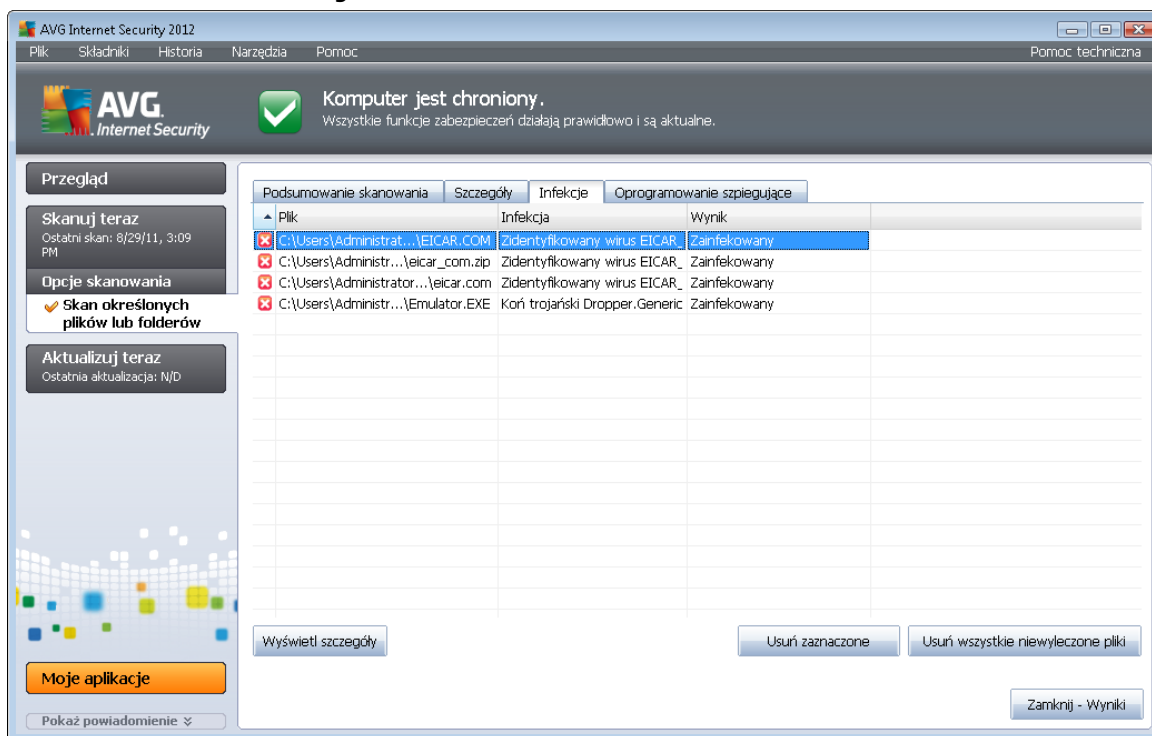 AVG Internet Security 2012
Plik Składniki Historia Narzędzia Pomoc Pomoc techniczna
AVG.
Internet Security
Komputer jest chroniony.
Wszystkie funkcje zabezpieczeń działają prawidłowo i są aktualne.
Przegląd
Skanuj teraz
Ostatni skan: 8/29/11, 3:09
PM
Opcje skanowania
Skan określonych
plików lub folderów
Aktualizuj teraz
Ostatnia aktualizacja: N/D
Moje aplikacje
Pokaż powiadomienie
Podsumowanie skanowania Szczegóły Infekcje Oprogramowanie szpiegujące
Plik Infekcja Wynik
C:\Users\Administrat...\EICAR.COM Zidentyfikowany wirus EICAR_ Zainfekowany
C:\Users\Administr...\eicar_com.zip Zidentyfikowany wirus EICAR_ Zainfekowany
C:\Users\Administrator...\eicar.com Zidentyfikowany wirus EICAR_ Zainfekowany
C:\Users\Administr...\Emulator.EXE Koń trojański Dropper.Generic Zainfekowany
Wyświetl szczegóły Usuń zaznaczone Usuń wszystkie niewyleczone pliki
Zamknij - Wyniki